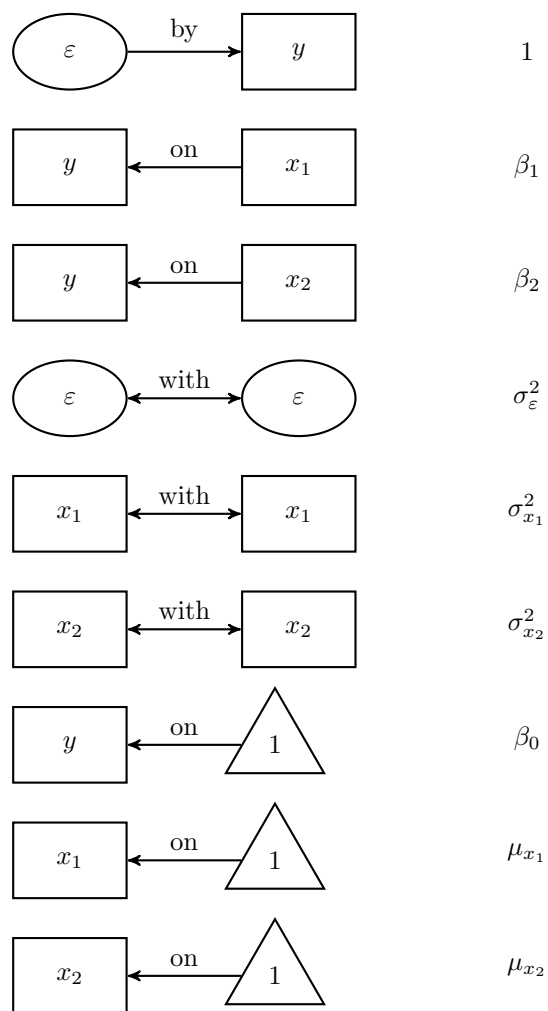 ε by y 1
y on x₁ β₁
y on x₂ β₂
ε with ε σ²_ε
x₁ with x₁ σ²_x₁
x₂ with x₂ σ²_x₂
y on 1 β₀
x₁ on 1 μ_x₁
x₂ on 1 μ_x₂